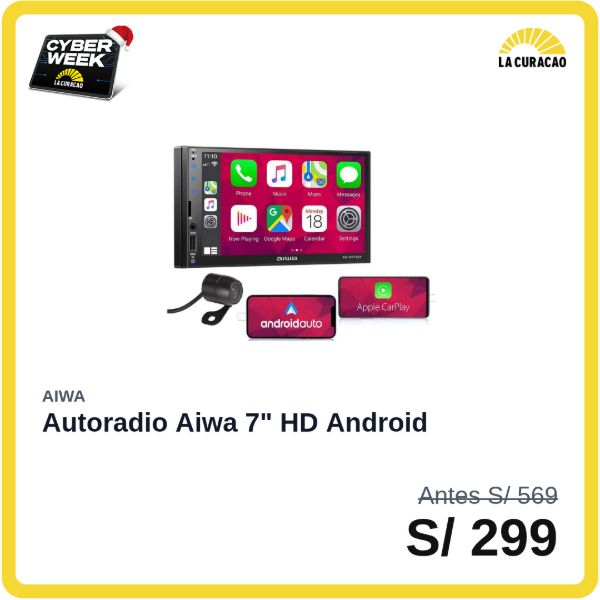 CYBER
WEEK
LA CURACAO
LA CURACAO
11:10
Phone
Music
Maps
Messages
Now Playing
Google Maps
Monday
18
Calendar
Settings
aiwa
androidauto
Apple CarPlay
AIWA
Autoradio Aiwa 7" HD Android
Antes S/ 569
S/ 299